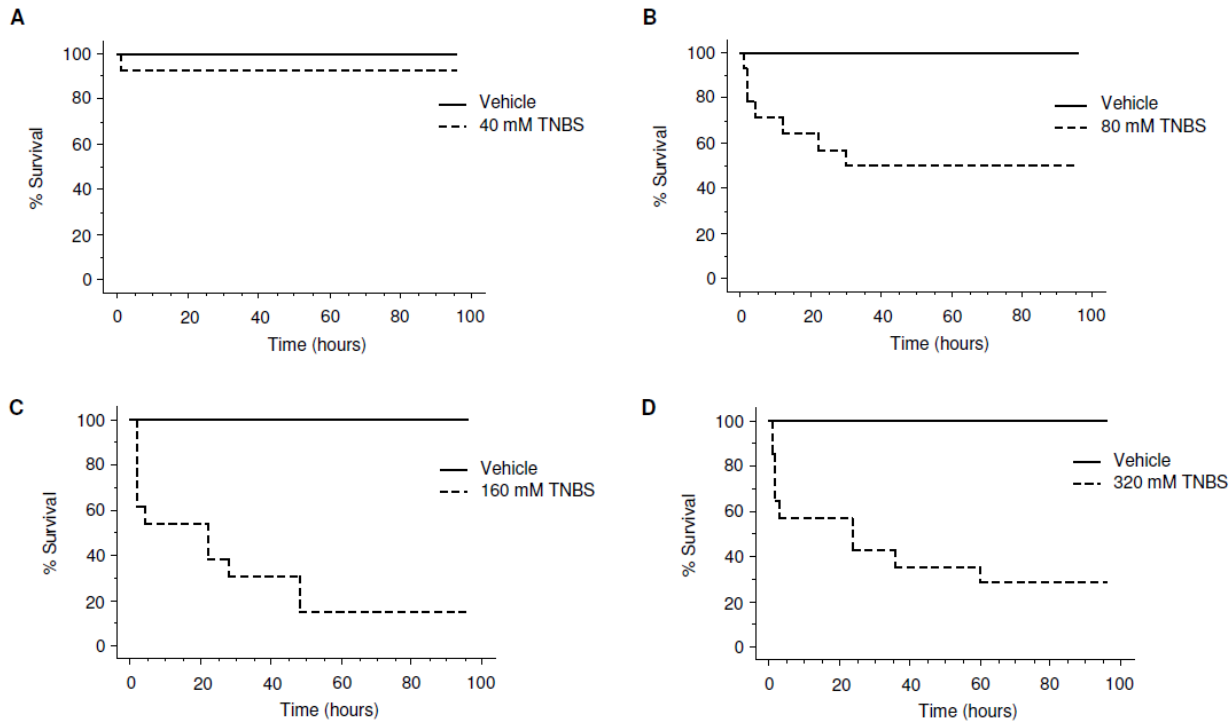 A
% Survival
100
80
60
40
20
0
0 20 40 60 80 100
Time (hours)
Vehicle
40 mM TNBS
B
% Survival
100
80
60
40
20
0
0 20 40 60 80 100
Time (hours)
Vehicle
80 mM TNBS
C
% Survival
100
80
60
40
20
0
0 20 40 60 80 100
Time (hours)
Vehicle
160 mM TNBS
D
% Survival
100
80
60
40
20
0
0 20 40 60 80 100
Time (hours)
Vehicle
320 mM TNBS